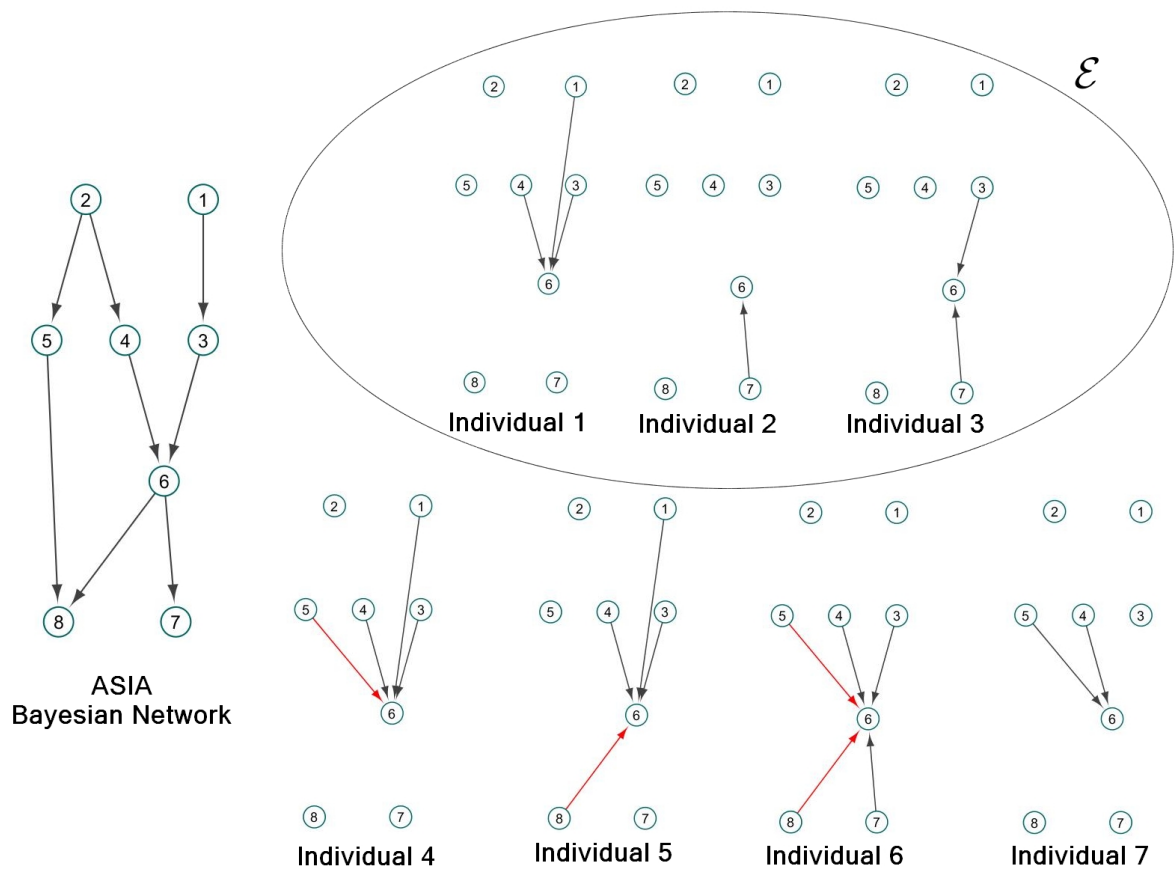 2 1
5 4 3
6
8 7
ASIA
Bayesian Network
ℰ
2 1
5 4 3
6
8 7
Individual 1
2 1
5 4 3
6
8 7
Individual 2
2 1
5 4 3
6
8 7
Individual 3
2 1
5 4 3
6
8 7
Individual 4
2 1
5 4 3
6
8 7
Individual 5
2 1
5 4 3
6
8 7
Individual 6
2 1
5 4 3
6
8 7
Individual 7